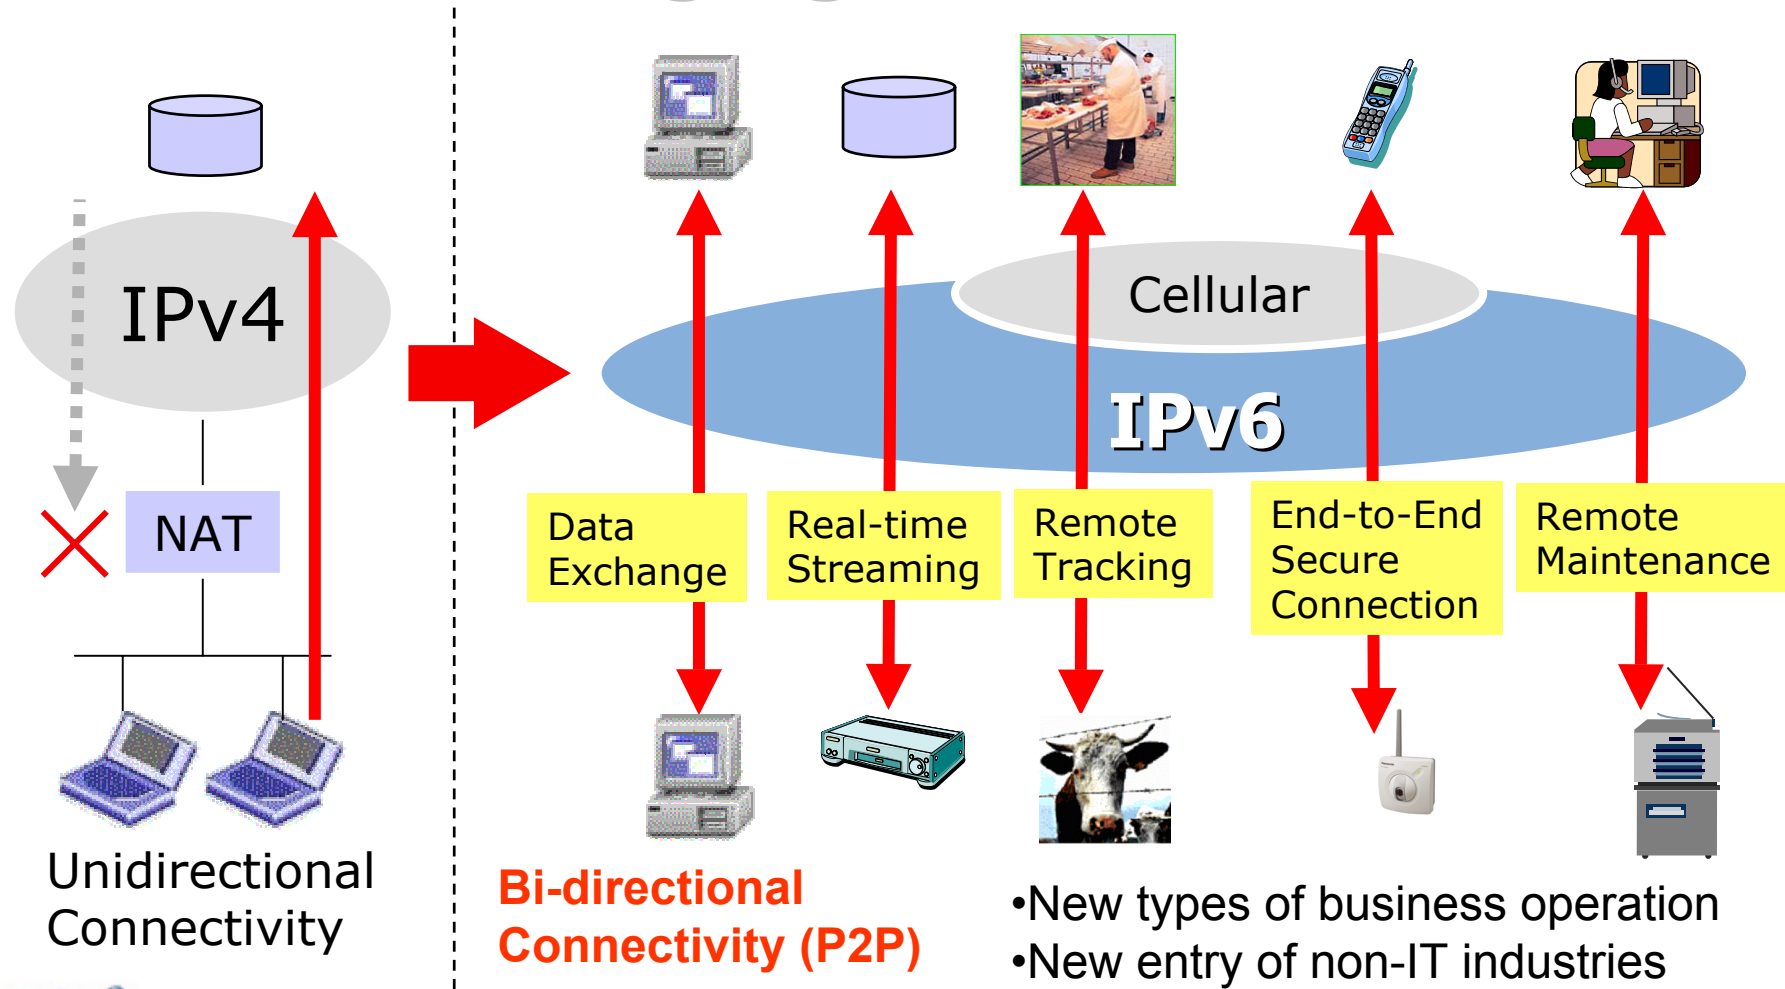 IPv4
NAT
Unidirectional
Connectivity
Cellular
IPv6
Data
Exchange
Real-time
Streaming
Remote
Tracking
End-to-End
Secure
Connection
Remote
Maintenance
Bi-directional
Connectivity (P2P)
•New types of business operation
•New entry of non-IT industries